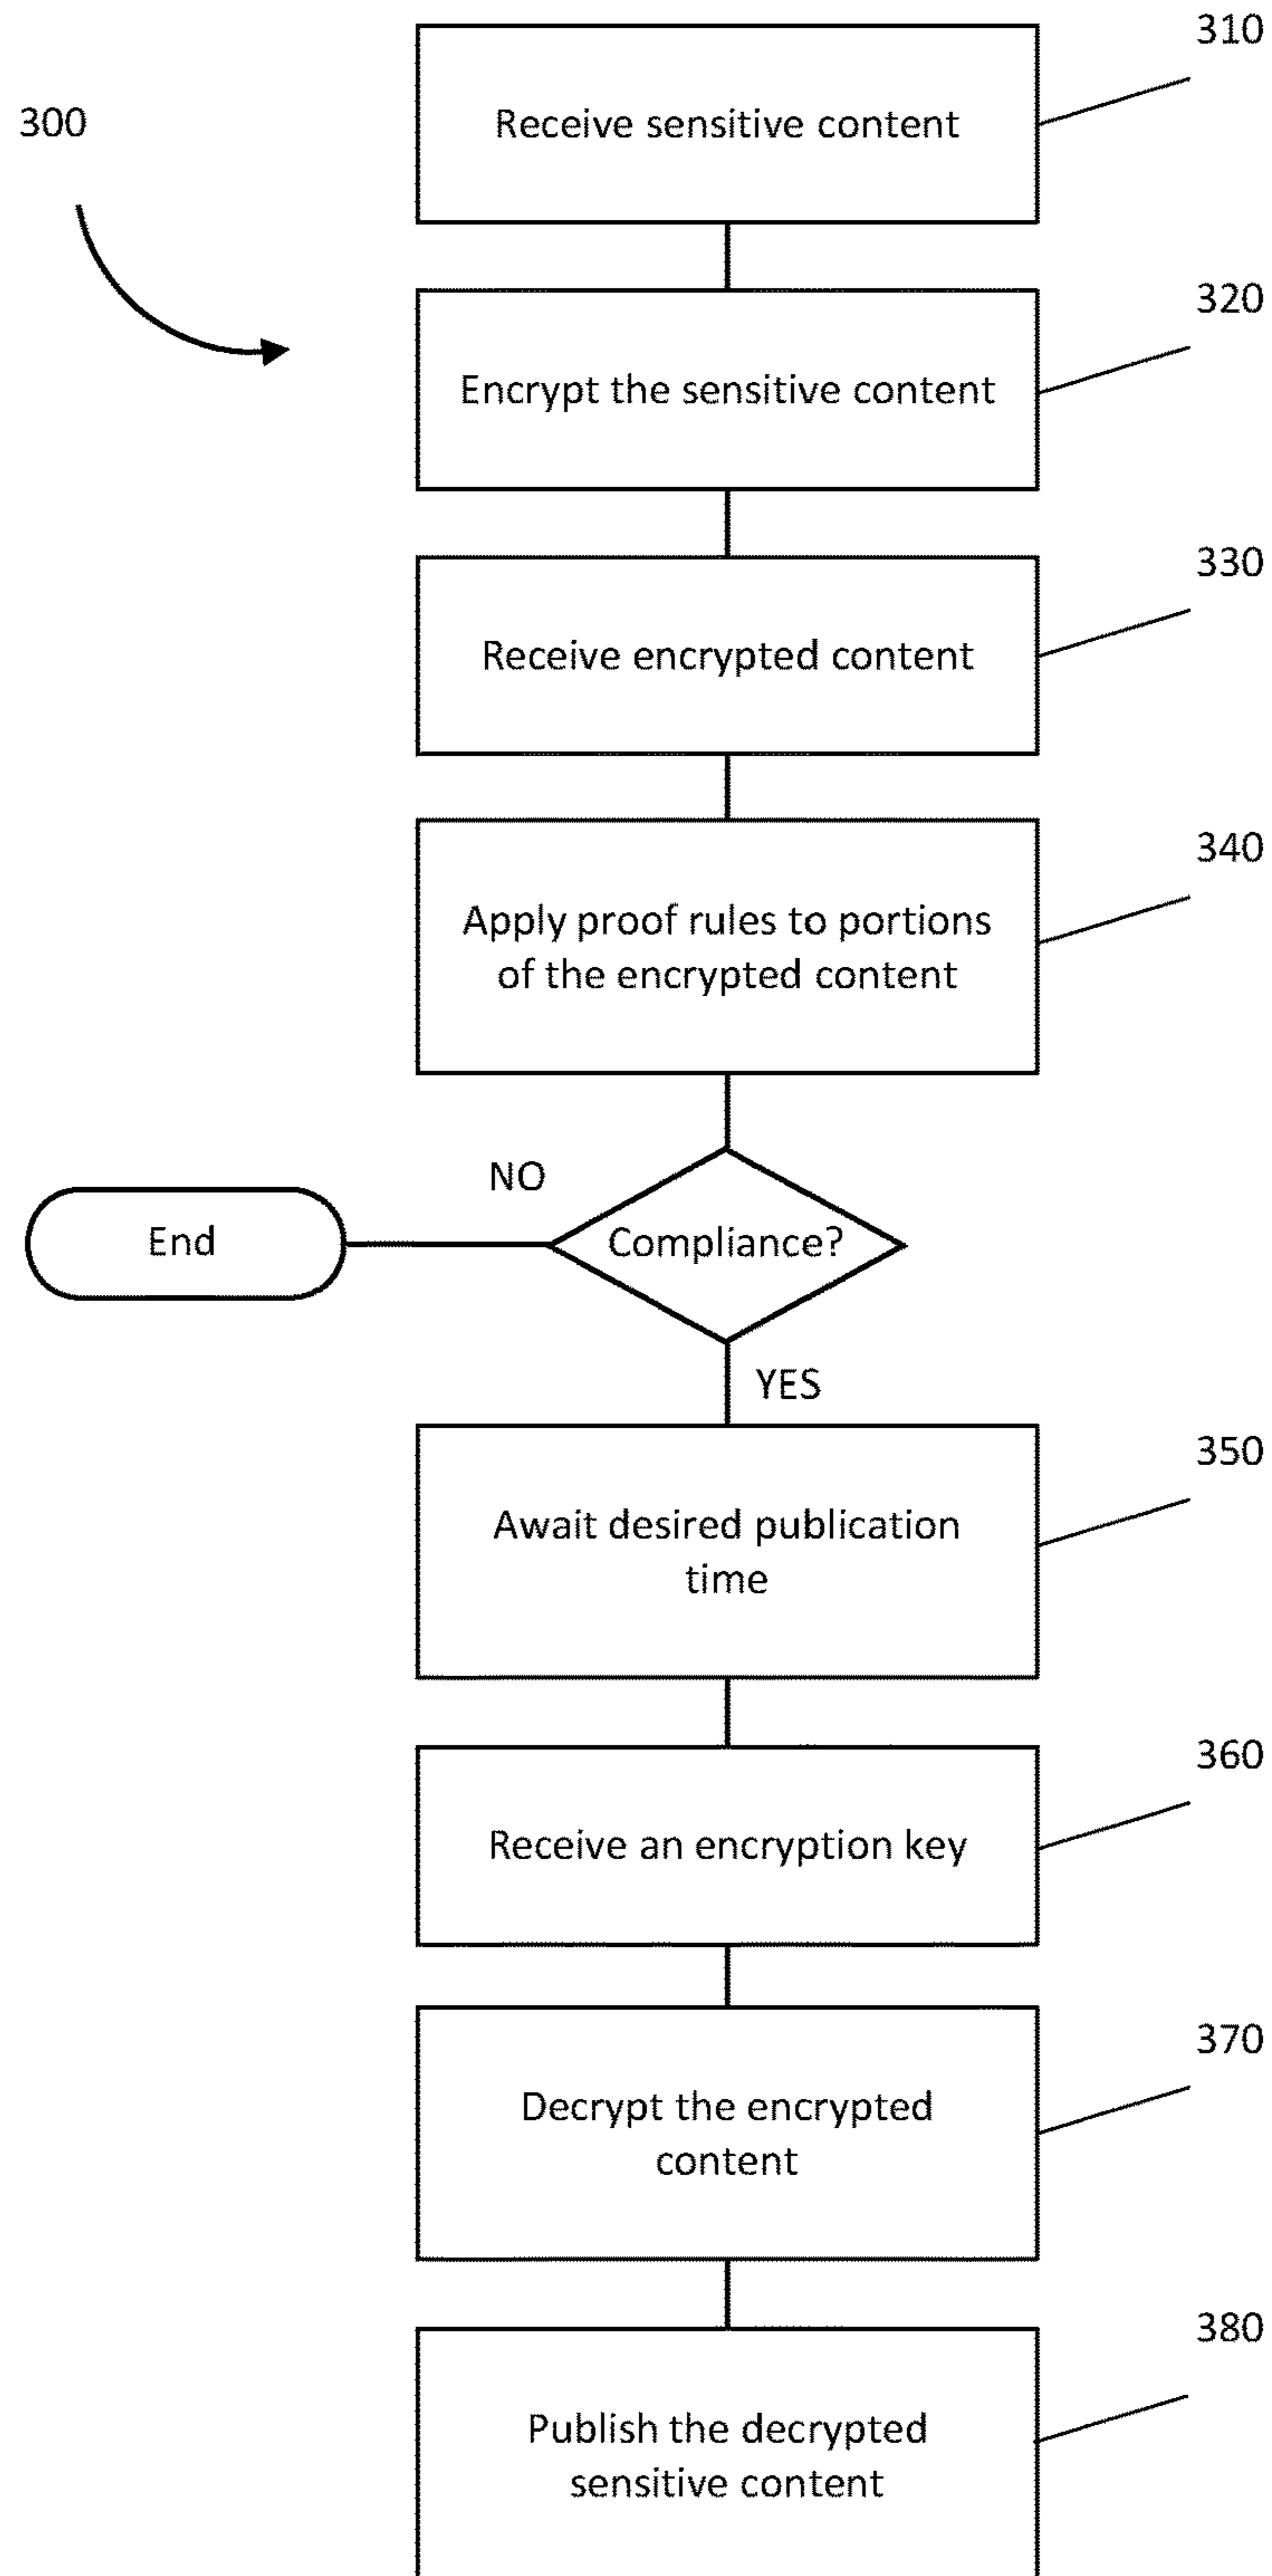 310
300
Receive sensitive content
320
Encrypt the sensitive content
330
Receive encrypted content
340
Apply proof rules to portions
of the encrypted content
NO
End
Compliance?
YES
350
Await desired publication
time
360
Receive an encryption key
370
Decrypt the encrypted
content
380
Publish the decrypted
sensitive content